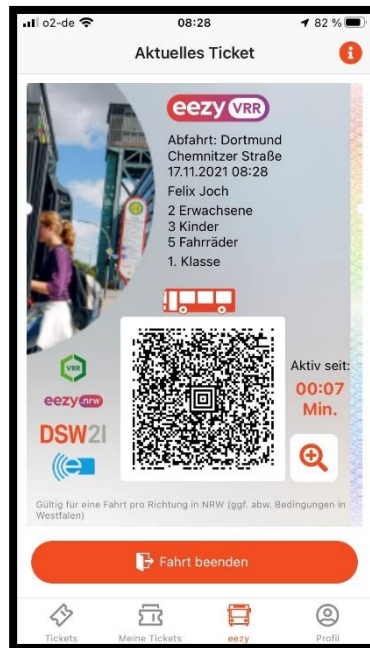 o2-de 08:28 82 %
Aktuelles Ticket
eezy VRR
Abfahrt: Dortmund
Chemnitzer Straße
17.11.2021 08:28
Felix Joch
2 Erwachsene
3 Kinder
5 Fahrräder
1. Klasse
VRR
eezy.nrw
DSW21
Aktiv seit:
00:07
Min.
Gültig für eine Fahrt pro Richtung in NRW (ggf. abw. Bedingungen in
Westfalen)
Fahrt beenden
Tickets Meine Tickets eezy Profil